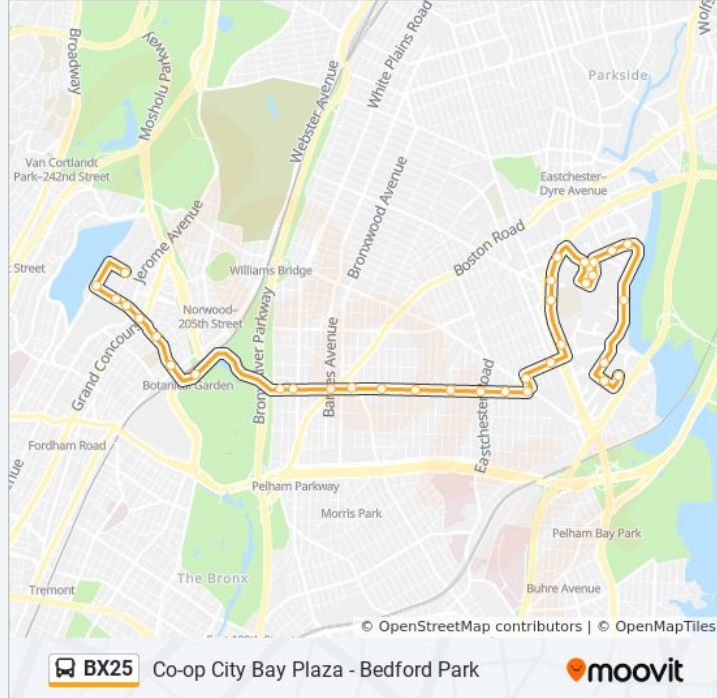 Broadway
Mosholu Parkway
Webster Avenue
White Plains Road
Parkside
Van Cortlandt
Park–242nd Street
Eastchester–
Dyre Avenue
Bronxwood Avenue
Jerome Avenue
Boston Road
Street
Williams Bridge
Norwood–
205th Street
Grand Concourse
Botanical Garden
Barnes Avenue
Eastchester Road
Fordham Road
Pelham Parkway
Morris Park
Pelham Bay Park
The Bronx
Tremont
Buhre Avenue
© OpenStreetMap contributors | © OpenMapTiles
BX25 Co-op City Bay Plaza - Bedford Park
moovit